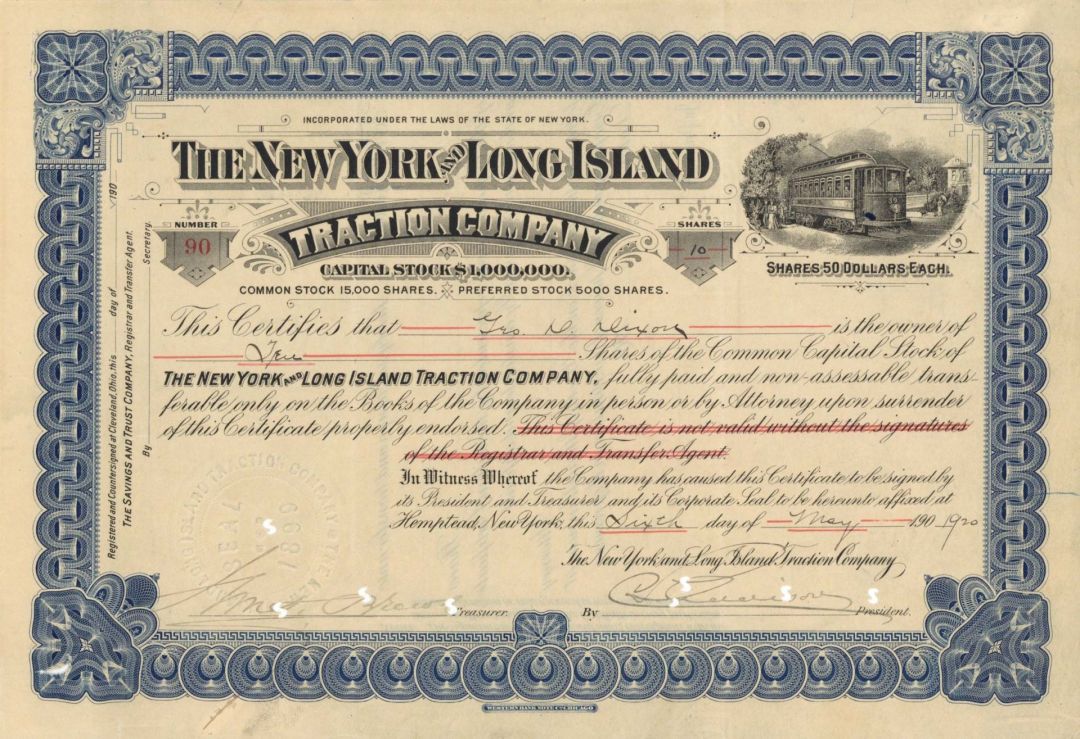 INCORPORATED UNDER THE LAWS OF THE STATE OF NEW YORK.
THE NEW YORK AND LONG ISLAND
TRACTION COMPANY
NUMBER
90
SHARES
10
CAPITAL STOCK $1,000,000.
COMMON STOCK 15,000 SHARES. PREFERRED STOCK 5000 SHARES.
SHARES 50 DOLLARS EACH.
This Certifies that Geo D. Dixon is the owner of
Ten Shares of the Common Capital Stock of
THE NEW YORK AND LONG ISLAND TRACTION COMPANY, fully paid and non-assessable trans-
ferable only on the Books of the Company in person or by Attorney upon surrender
of this Certificate properly endorsed. This Certificate is not valid without the signatures
of the Registrar and Transfer Agent.
In Witness Whereof the Company has caused this Certificate to be signed by
its President and Treasurer and its Corporate Seal to be hereunto affixed at
Hempstead, New York, this Sixth day of May 190 1920
The New York and Long Island Traction Company
Treasurer. By President.
Registered and Countersigned at Cleveland, Ohio, this day of 190
THE SAVINGS AND TRUST COMPANY, Registrar and Transfer Agent.
By Secretary.
WESTERN BANK NOTE CO. CHICAGO